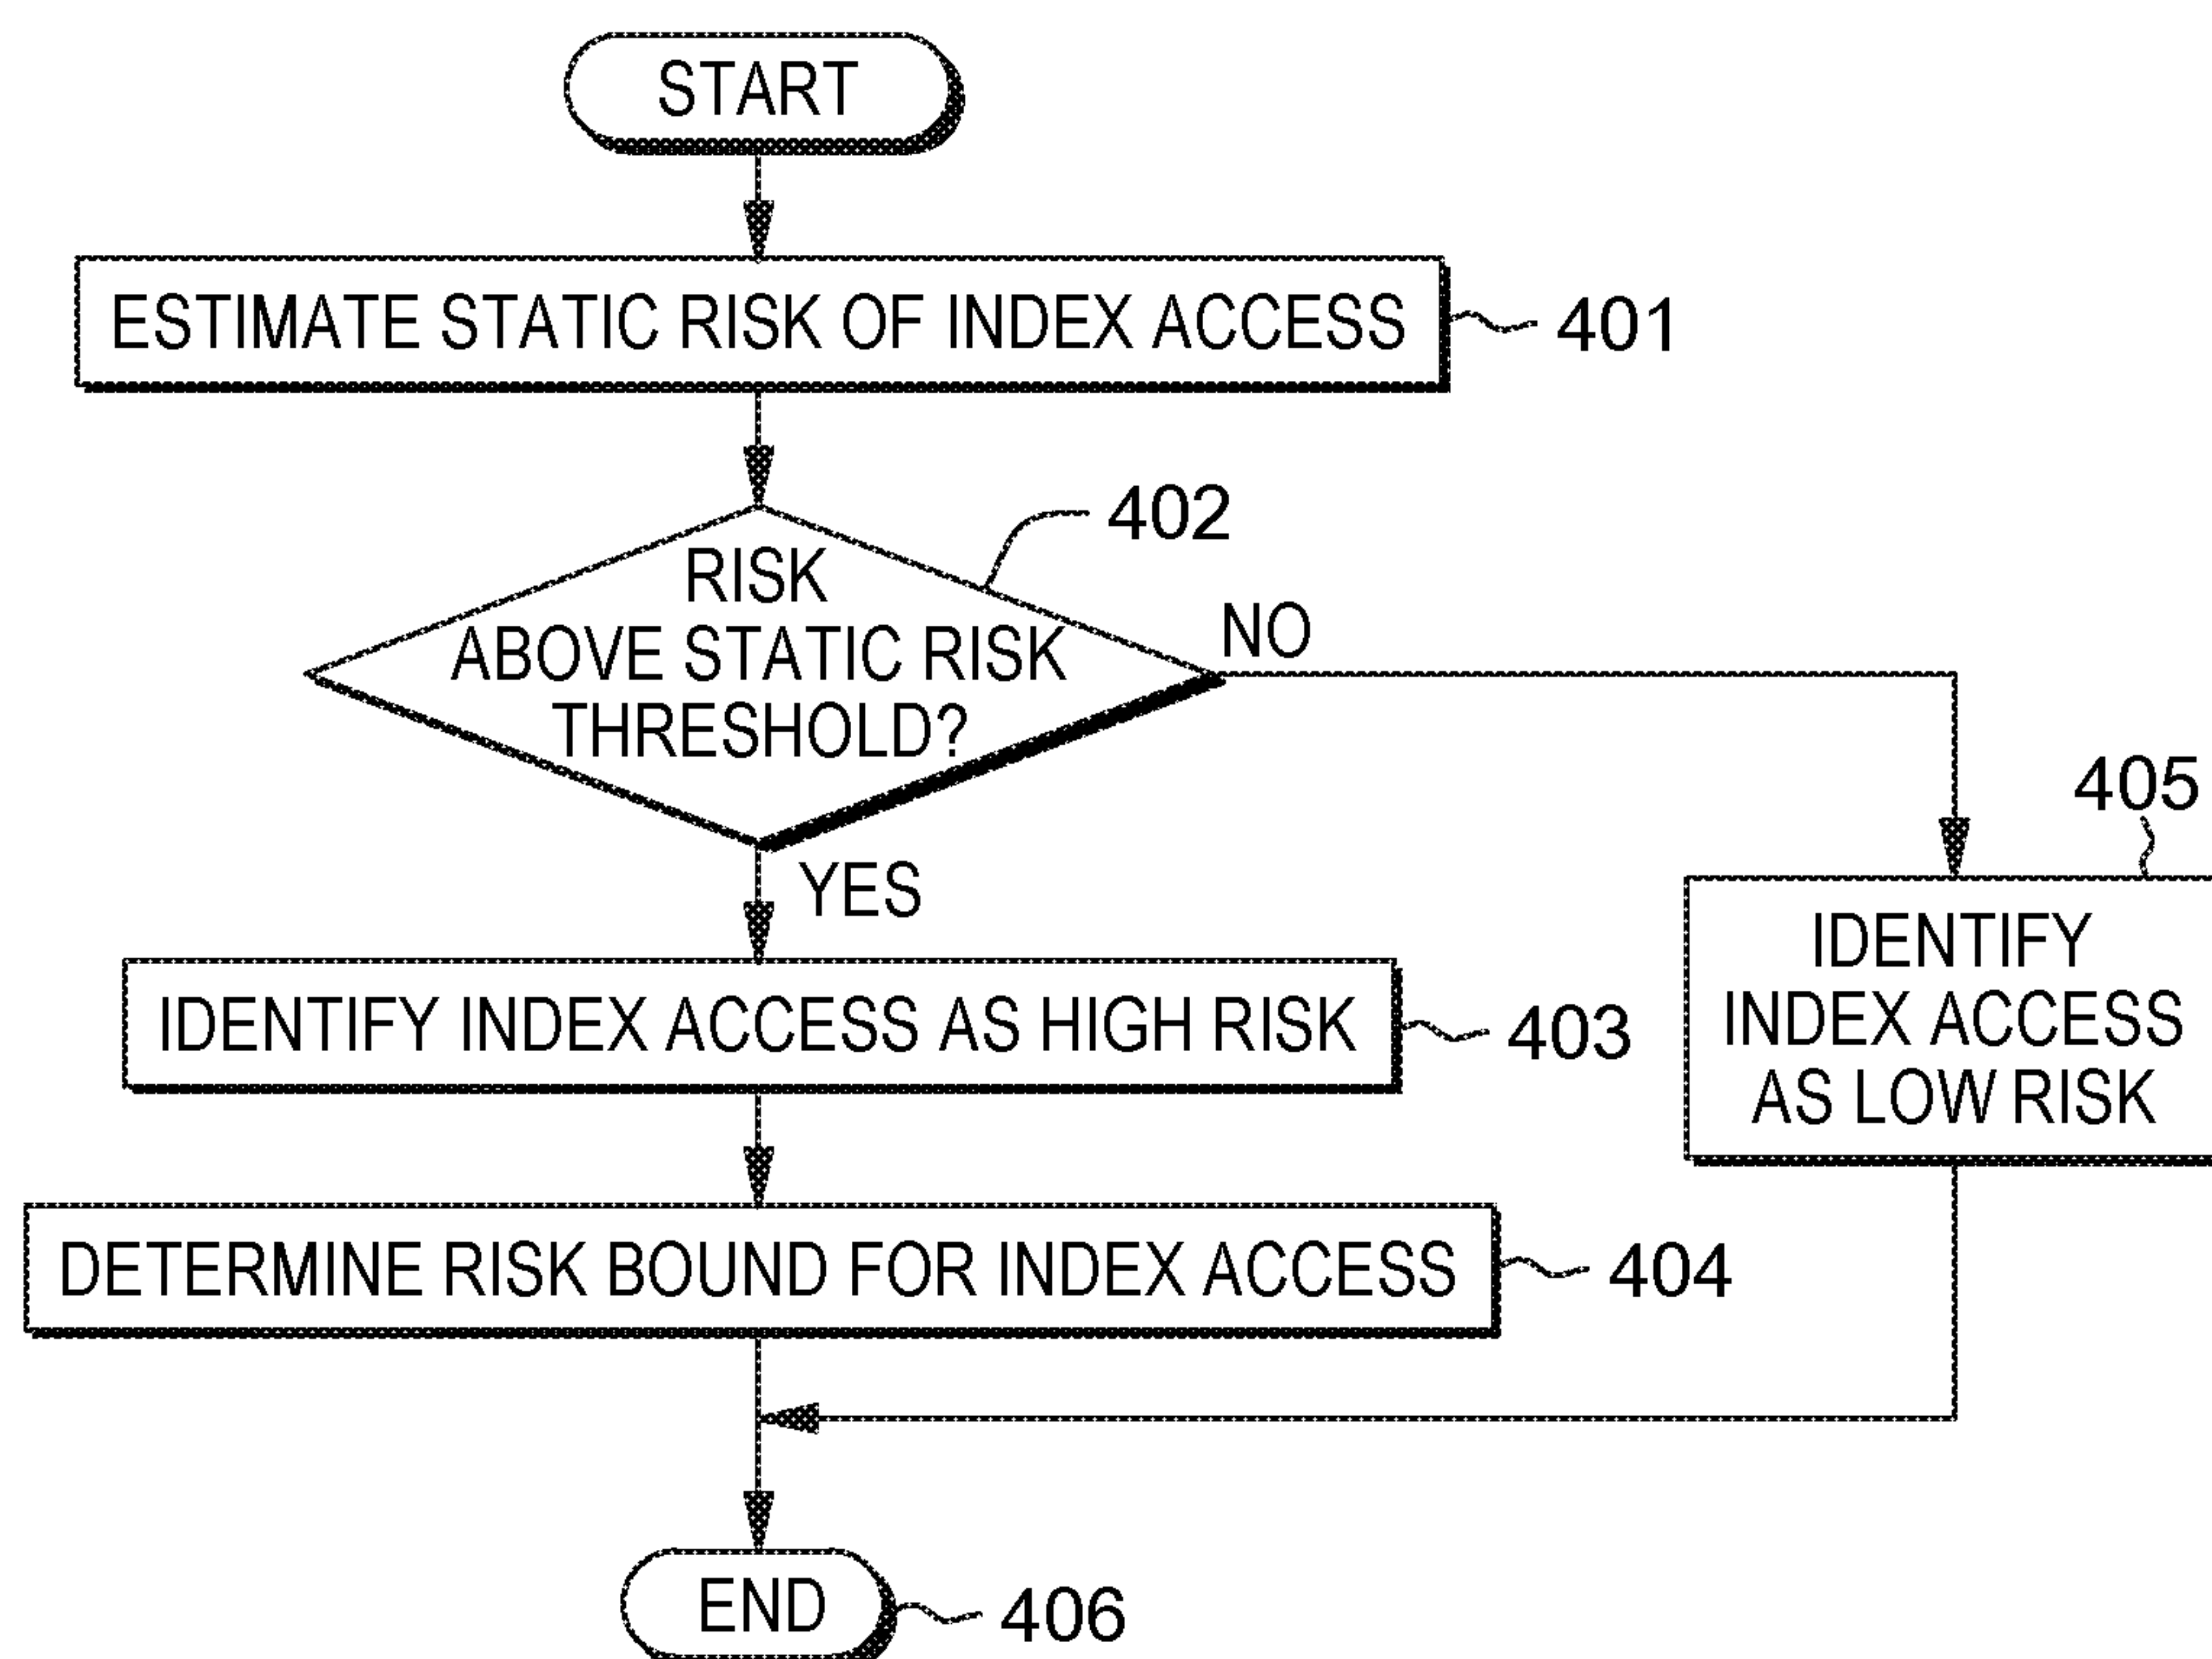 START
ESTIMATE STATIC RISK OF INDEX ACCESS
401
402
RISK
ABOVE STATIC RISK
THRESHOLD?
NO
YES
405
IDENTIFY
INDEX ACCESS
AS LOW RISK
IDENTIFY INDEX ACCESS AS HIGH RISK
403
DETERMINE RISK BOUND FOR INDEX ACCESS
404
END
406